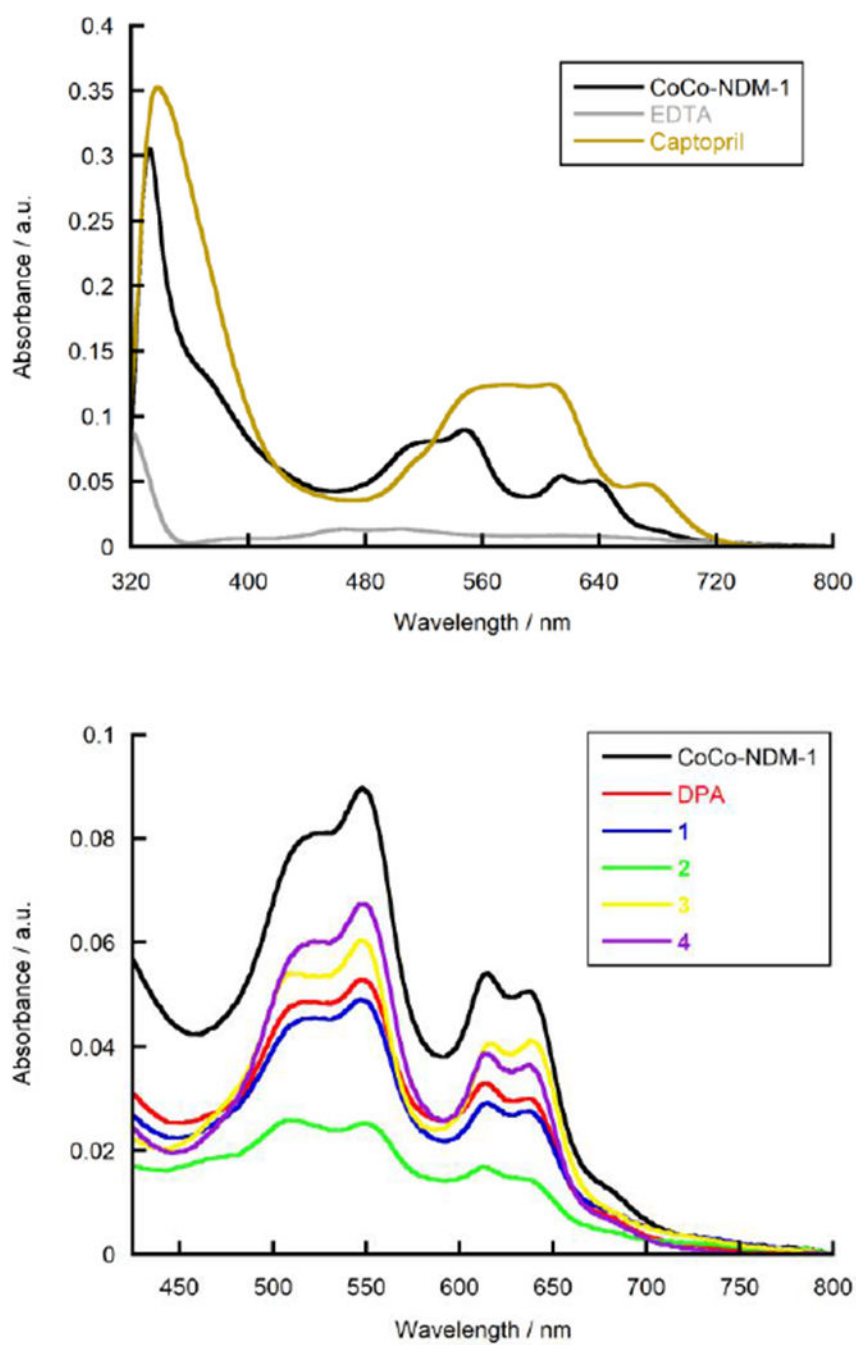 0.4
0.35
0.3
0.25
0.2
0.15
0.1
0.05
0
Absorbance / a.u.
CoCo-NDM-1
EDTA
Captopril
320 400 480 560 640 720 800
Wavelength / nm
0.1
0.08
0.06
0.04
0.02
0
Absorbance / a.u.
CoCo-NDM-1
DPA
1
2
3
4
450 500 550 600 650 700 750 800
Wavelength / nm